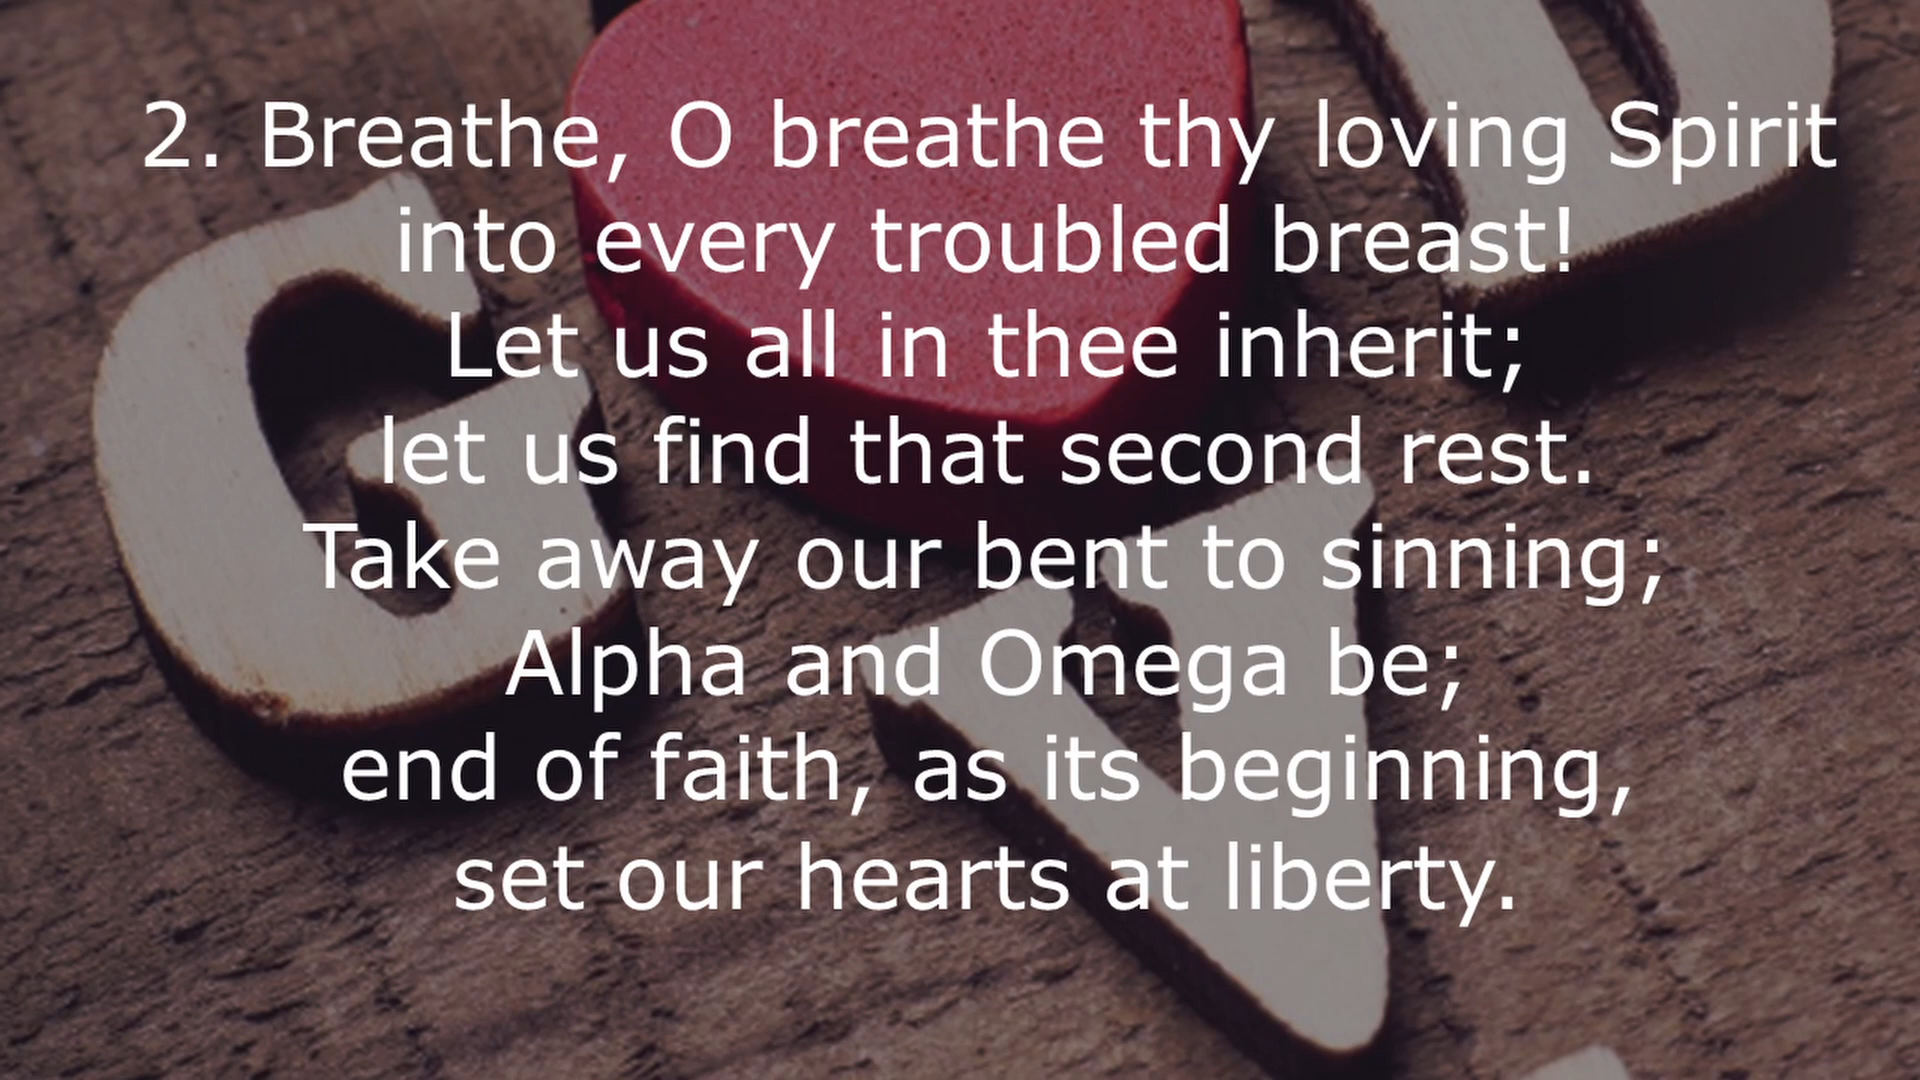 2. Breathe, O breathe thy loving Spirit
into every troubled breast!
Let us all in thee inherit;
let us find that second rest.
Take away our bent to sinning;
Alpha and Omega be;
end of faith, as its beginning,
set our hearts at liberty.